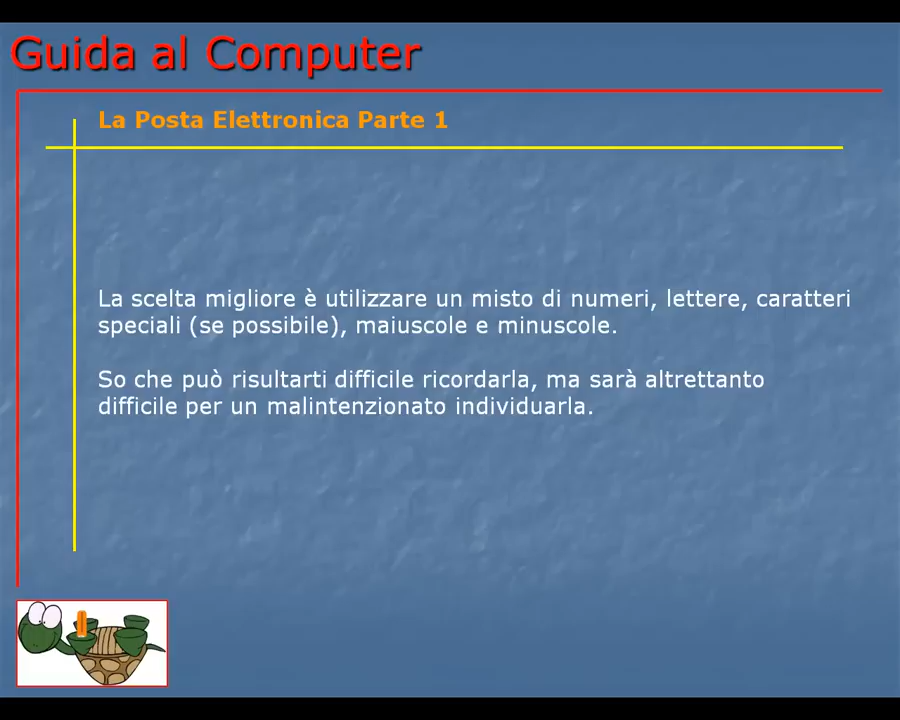 Guida al Computer
La Posta Elettronica Parte 1
La scelta migliore è utilizzare un misto di numeri, lettere, caratteri
speciali (se possibile), maiuscole e minuscole.
So che può risultarti difficile ricordarla, ma sarà altrettanto
difficile per un malintenzionato individuarla.